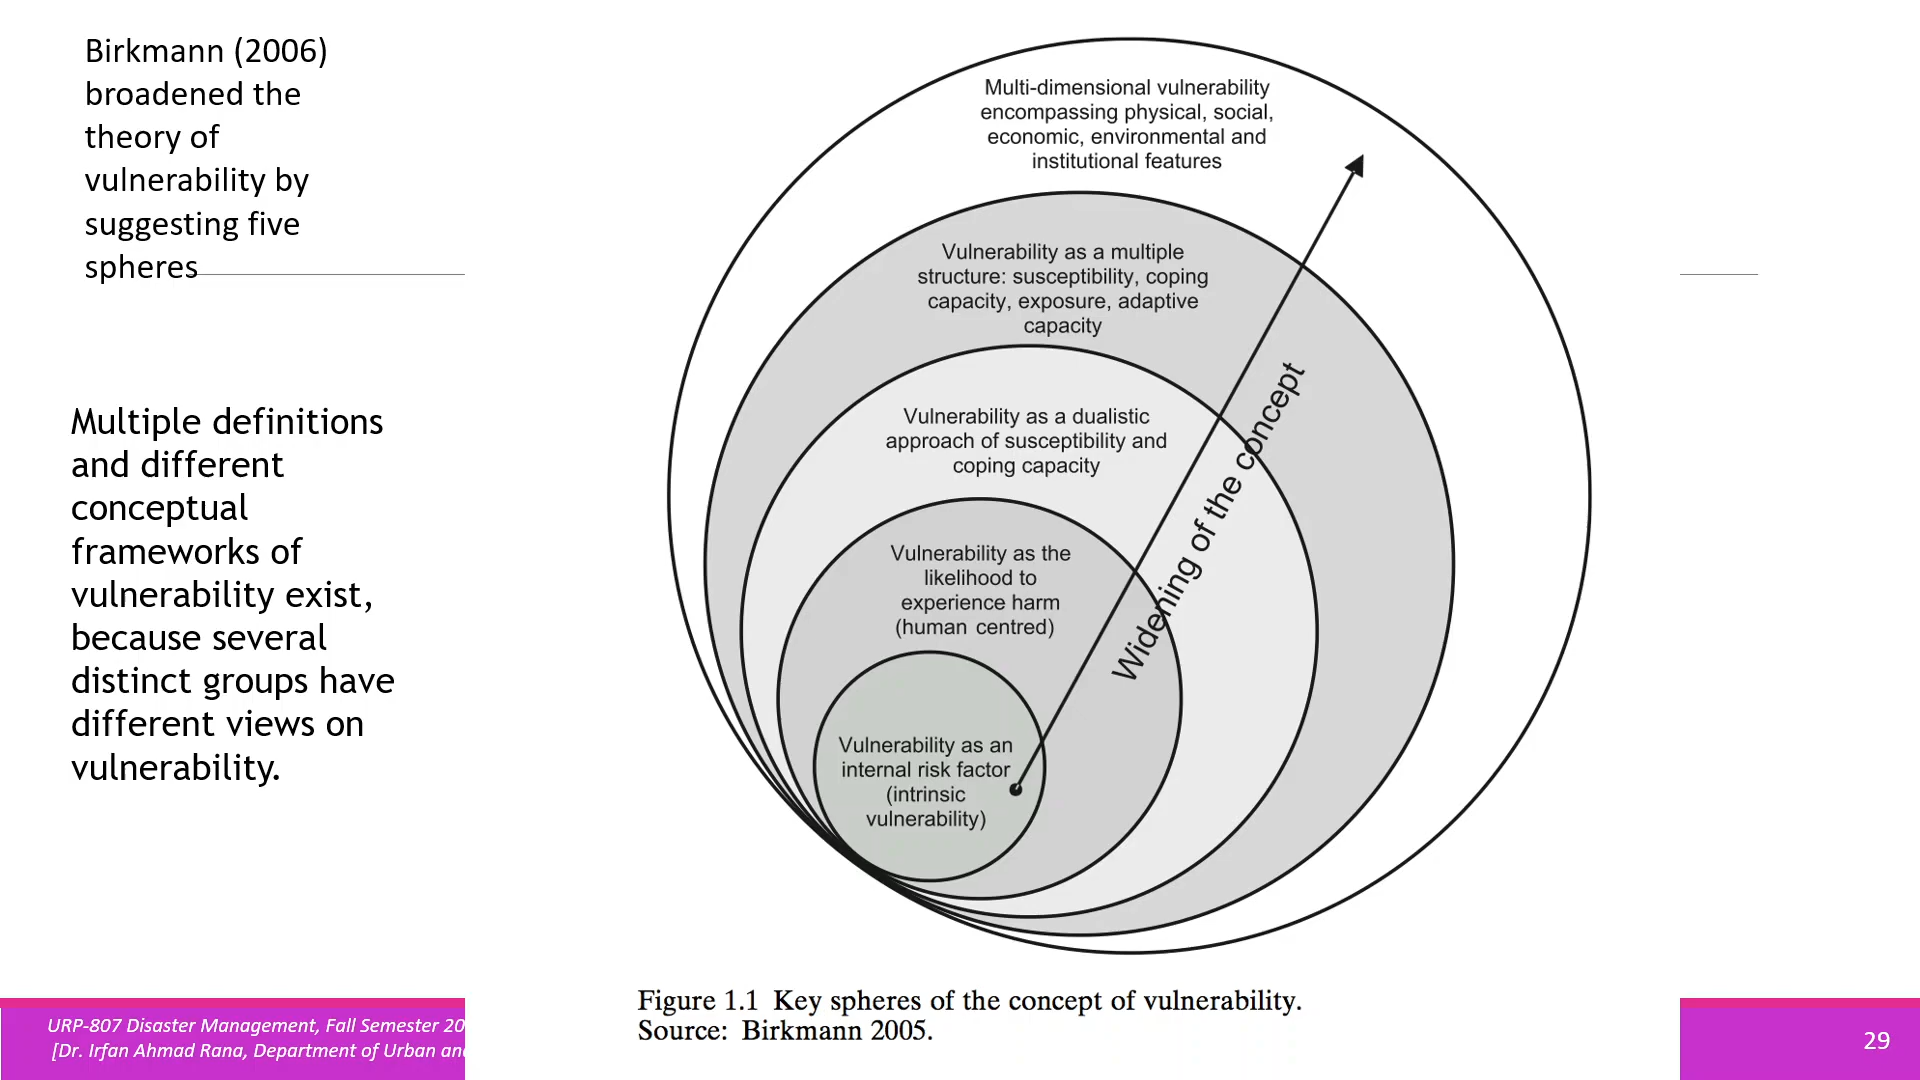 Birkmann (2006)
broadened the
theory of
vulnerability by
suggesting five
spheres
Multiple definitions
and different
conceptual
frameworks of
vulnerability exist,
because several
distinct groups have
different views on
vulnerability.
Multi-dimensional vulnerability
encompassing physical, social,
economic, environmental and
institutional features
Vulnerability as a multiple
structure: susceptibility, coping
capacity, exposure, adaptive
capacity
Vulnerability as a dualistic
approach of susceptibility and
coping capacity
Vulnerability as the
likelihood to
experience harm
(human centred)
Vulnerability as an
internal risk factor
(intrinsic
vulnerability)
Widening of the concept
Figure 1.1 Key spheres of the concept of vulnerability.
Source: Birkmann 2005.
URP-807 Disaster Management, Fall Semester 20
[Dr. Irfan Ahmad Rana, Department of Urban and
29